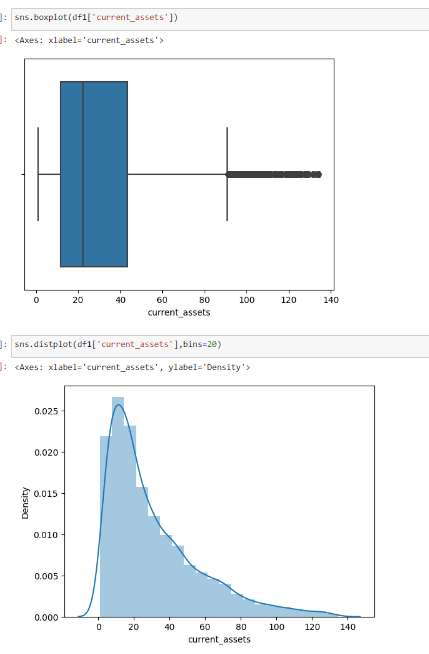 ]: sns.boxplot(df1['current_assets'])
]: <Axes: xlabel='current_assets'>
0 20 40 60 80 100 120 140
current_assets
]: sns.distplot(df1['current_assets'],bins=20)
]: <Axes: xlabel='current_assets', ylabel='Density'>
0.025
0.020
0.015
0.010
0.005
0.000
Density
0 20 40 60 80 100 120 140
current_assets